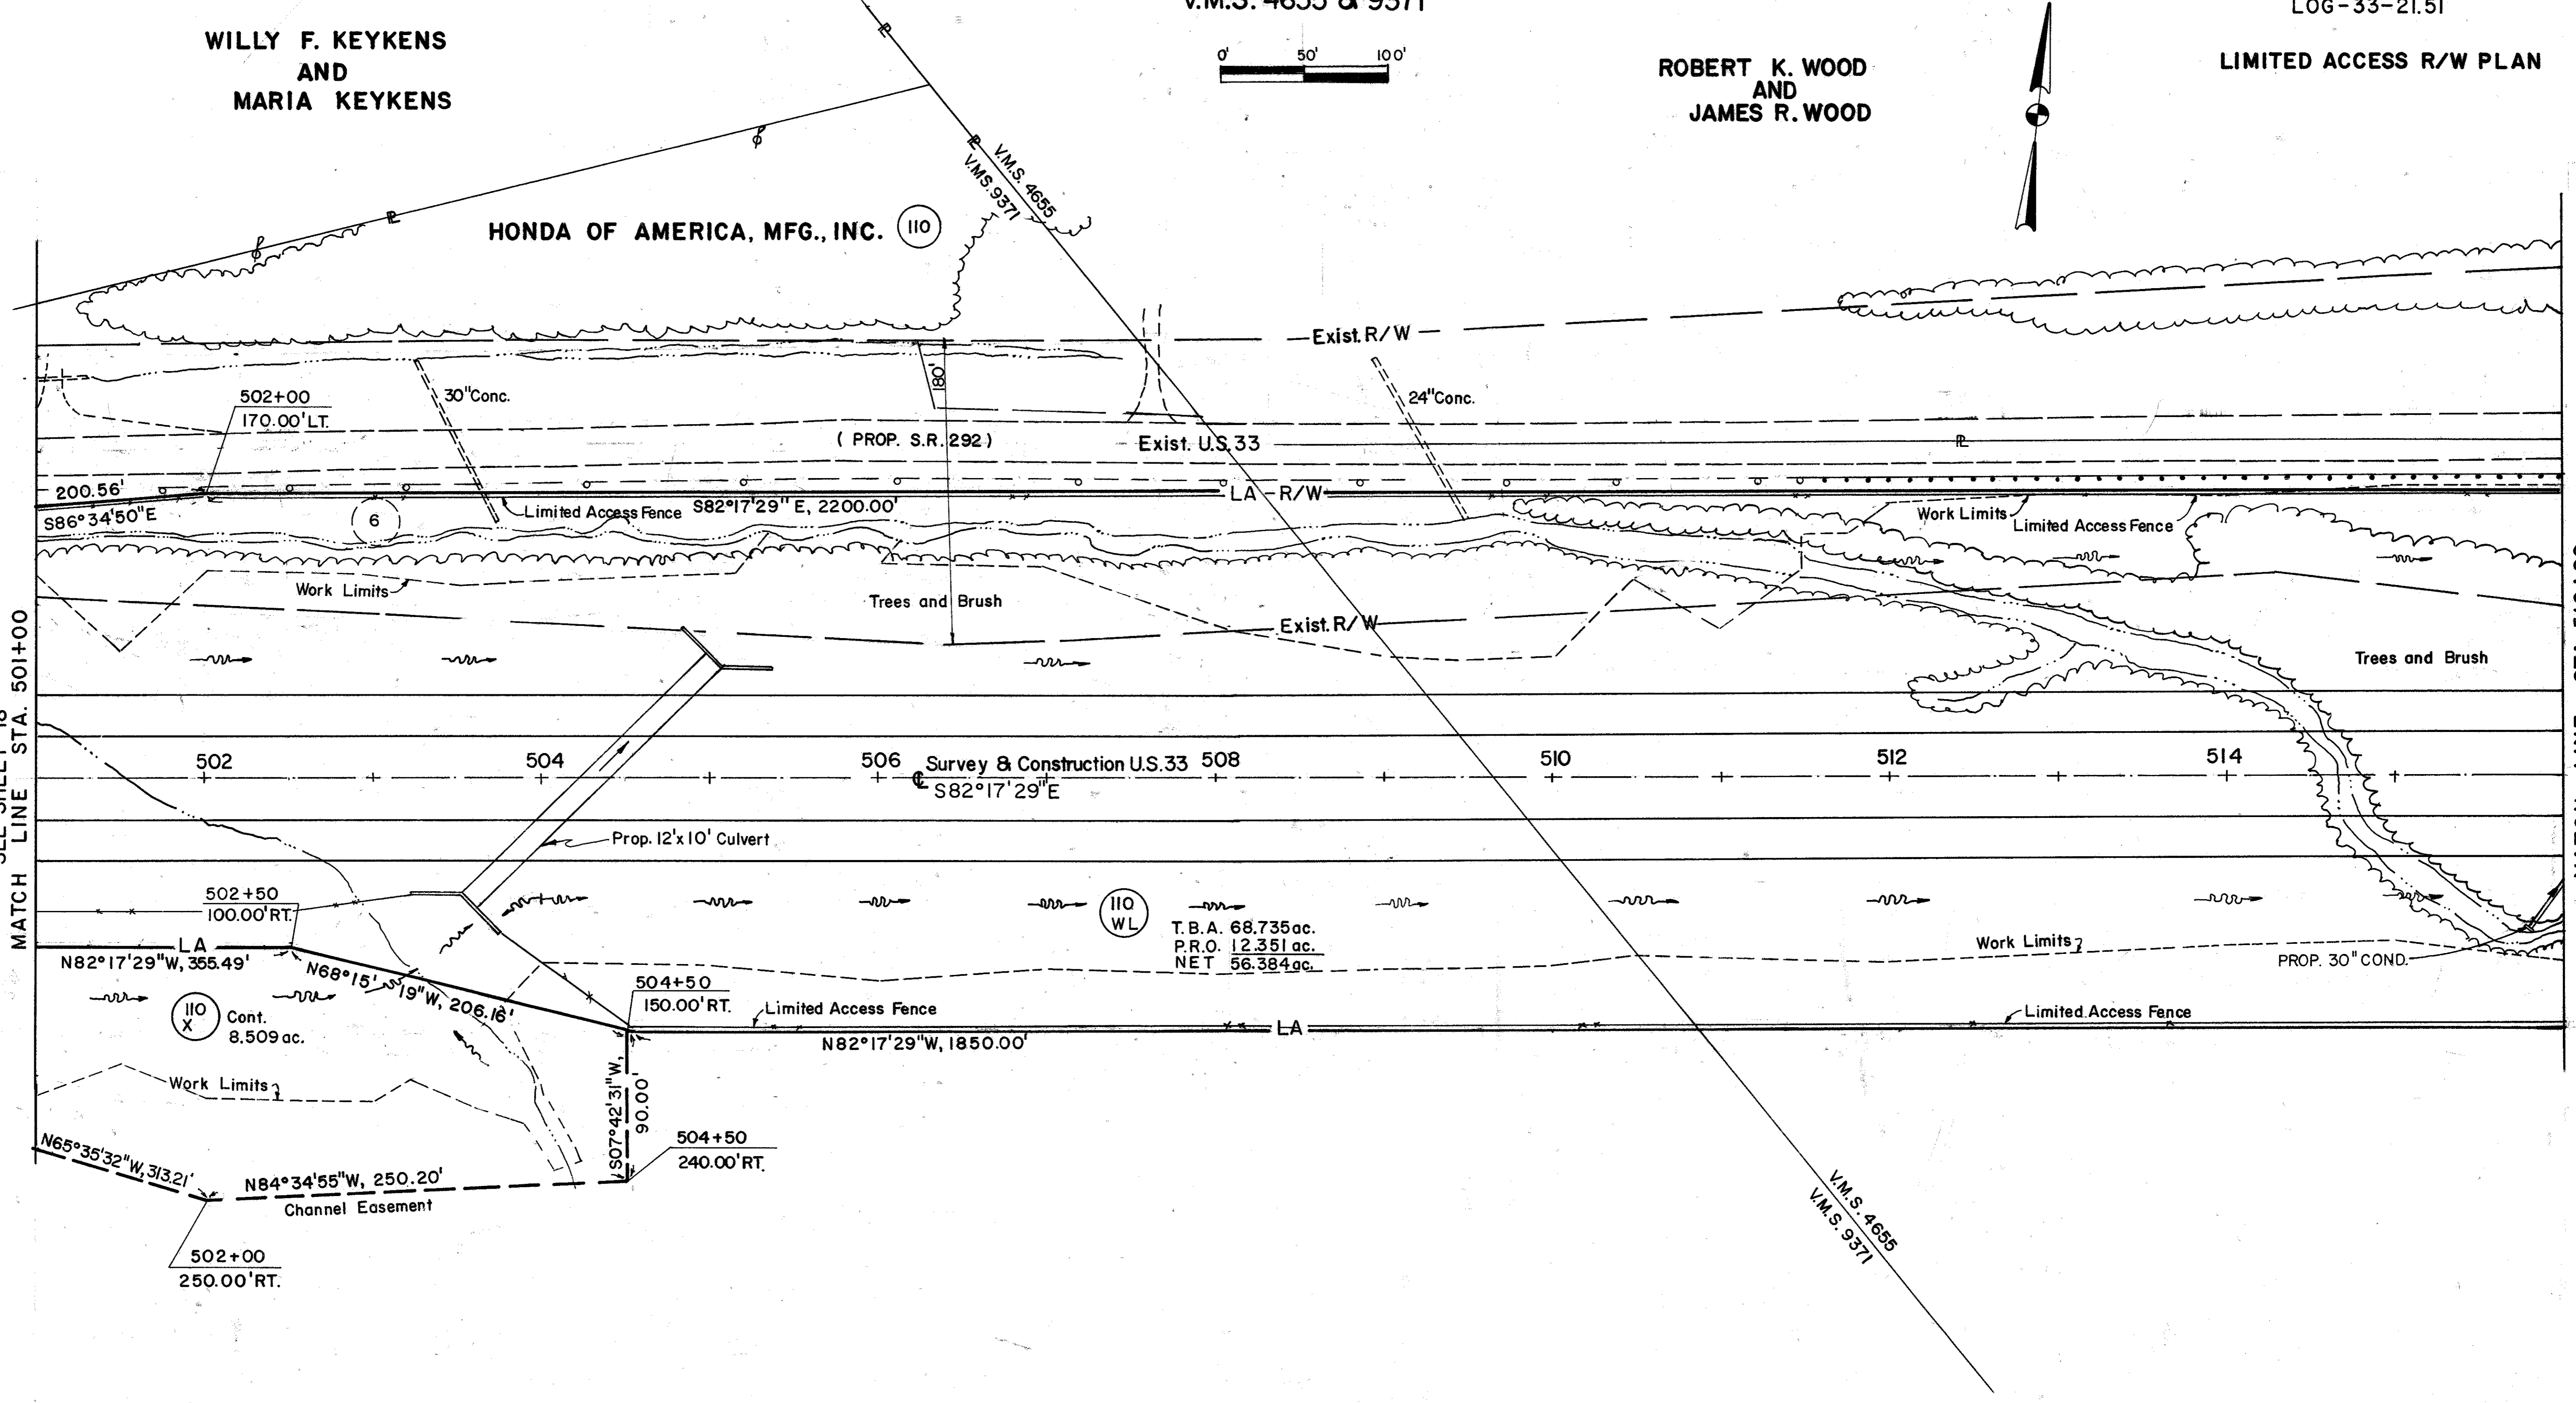 V.M.S. 4655 & 9371
LOG-33-21.51
LIMITED ACCESS R/W PLAN
WILLY F. KEYKENS
AND
MARIA KEYKENS
0' 50' 100'
ROBERT K. WOOD
AND
JAMES R. WOOD
P
P
V.M.S. 4655
V.M.S. 9371
P
HONDA OF AMERICA, MFG., INC. 110
Exist. R/W
180'
30" Conc.
24" Conc.
502+00
170.00' LT.
( PROP. S.R. 292 )
Exist. U.S. 33
P
200.56'
S86°34'50"E
6
Limited Access Fence
S82°17'29"E, 2200.00'
LA - R/W
Work Limits
Limited Access Fence
Work Limits
Trees and Brush
Exist. R/W
Trees and Brush
SEE SHEET 18
MATCH LINE STA. 501+00
502
504
506
508
510
512
514
Survey & Construction U.S. 33
S82°17'29"E
Prop. 12'x10' Culvert
502+50
100.00' RT.
110
WL
T.B.A. 68.735 ac.
P.R.O. 12.351 ac.
NET 56.384 ac.
Work Limits
PROP. 30" COND.
LA
N82°17'29"W, 355.49'
N68°15'19"W, 206.16'
504+50
150.00' RT.
Limited Access Fence
LA
Limited Access Fence
110
X
Cont.
8.509 ac.
N82°17'29"W, 1850.00'
Work Limits
S07°42'31"W,
90.00'
504+50
240.00' RT.
N65°35'32"W, 313.21'
N84°34'55"W, 250.20'
Channel Easement
502+00
250.00' RT.
V.M.S. 4655
V.M.S. 9371